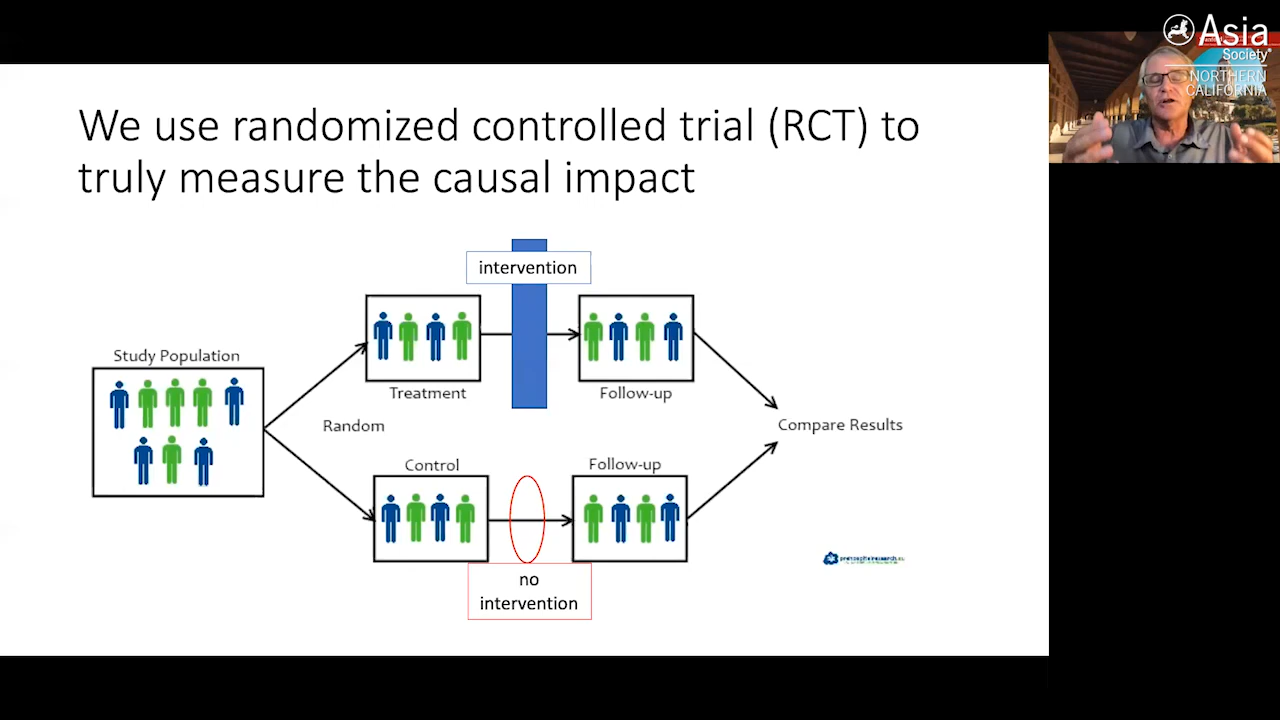 We use randomized controlled trial (RCT) to
truly measure the causal impact
intervention
Study Population
Treatment
Follow-up
Random
Compare Results
Control
Follow-up
no
intervention
Asia
Society
NORTHERN
CALIFORNIA